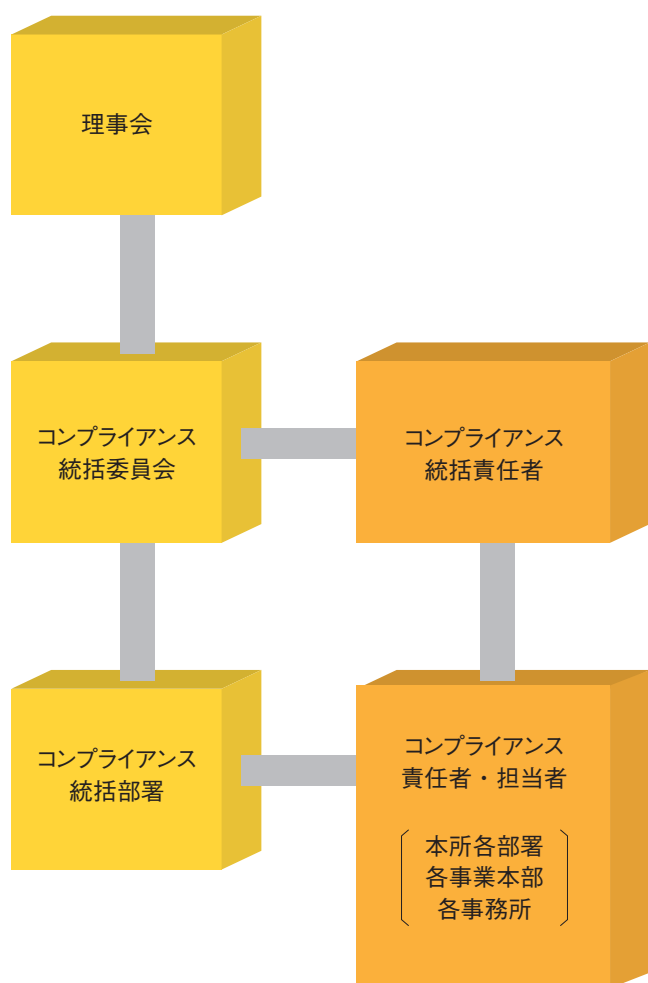 理事会
コンプライアンス
統括委員会
コンプライアンス
統括責任者
コンプライアンス
統括部署
コンプライアンス
責任者・担当者
本所各部署
各事業本部
各事務所